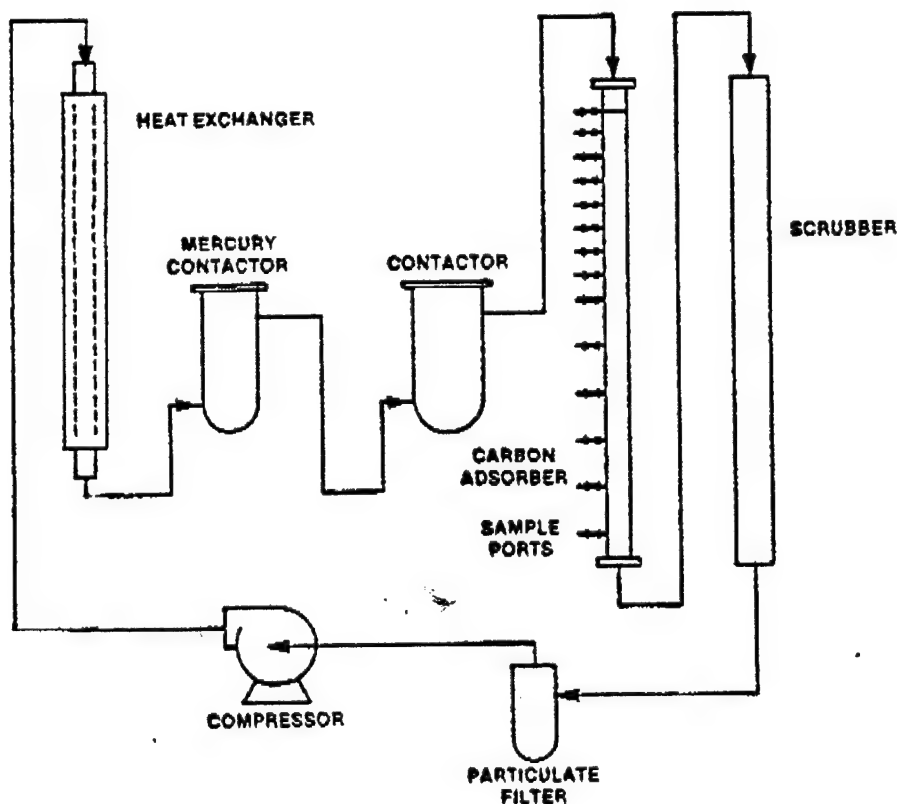 HEAT EXCHANGER
MERCURY
CONTACTOR
CONTACTOR
SCRUBBER
CARBON
ADSORBER
SAMPLE
PORTS
COMPRESSOR
PARTICULATE
FILTER